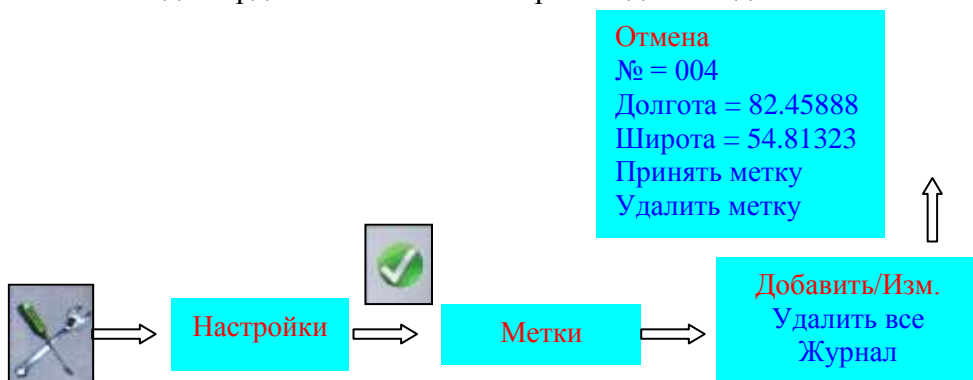 Отмена
№ = 004
Долгота = 82.45888
Широта = 54.81323
Принять метку
Удалить метку
Настройки
Метки
Добавить/Изм.
Удалить все
Журнал